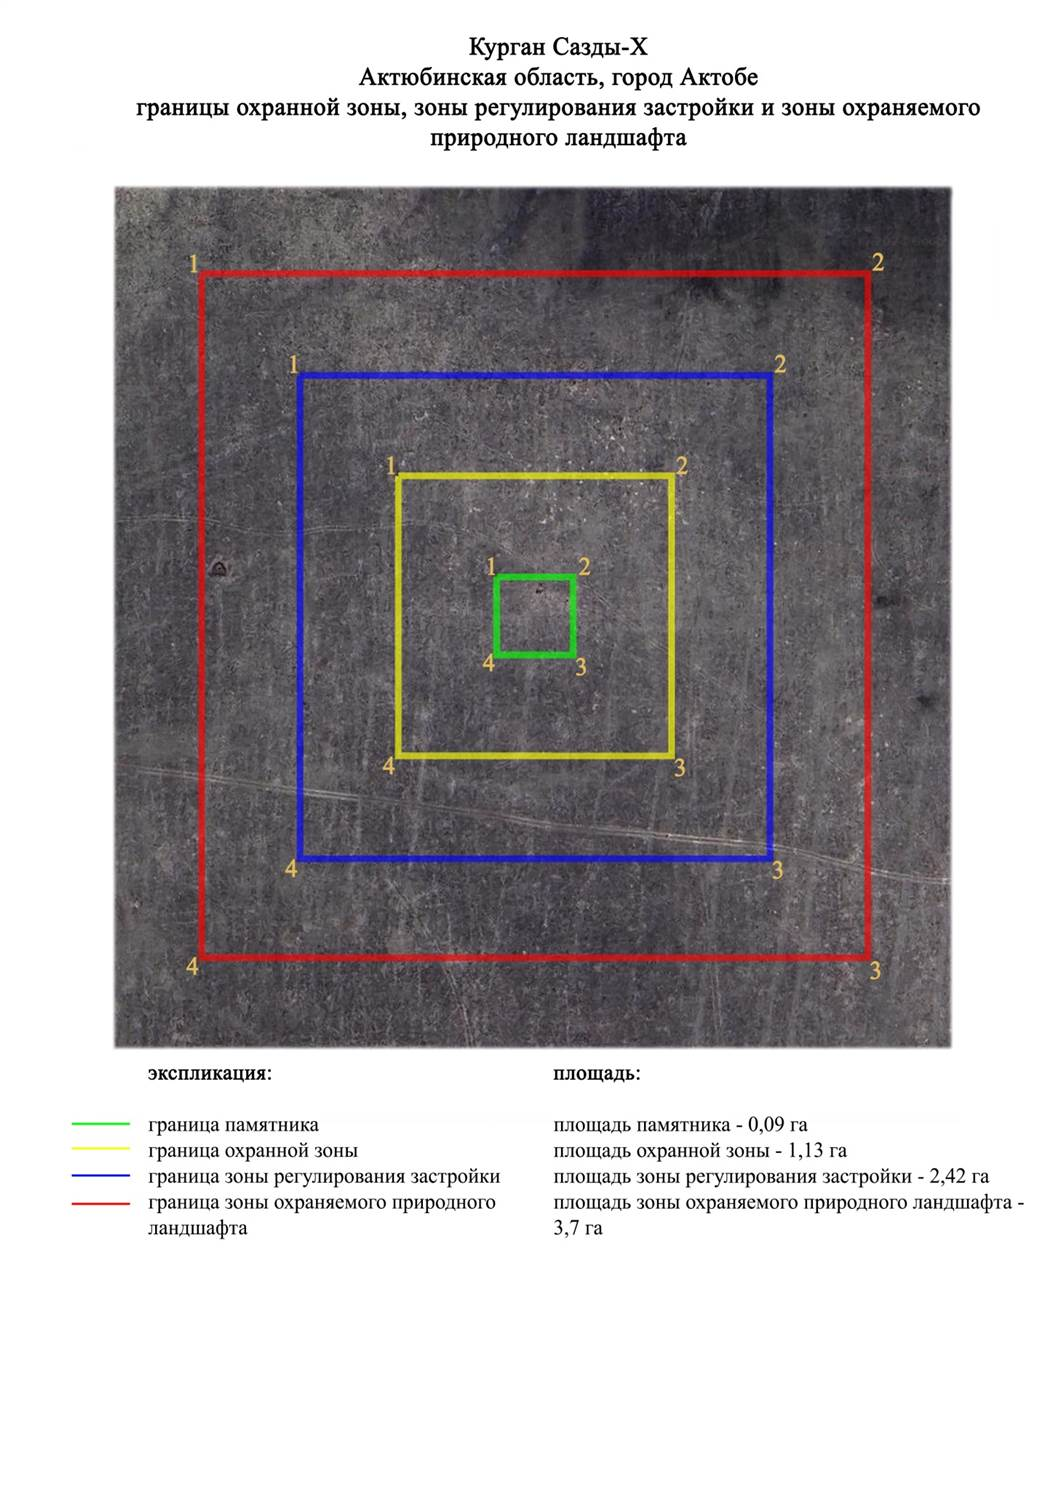 Курган Сазды-X
Актюбинская область, город Актобе
границы охранной зоны, зоны регулирования застройки и зоны охраняемого
природного ландшафта
1
2
1
2
1
2
1
2
4
3
4
3
4
3
4
3
экспликация:
площадь:
граница памятника
площадь памятника - 0,09 га
граница охранной зоны
площадь охранной зоны - 1,13 га
граница зоны регулирования застройки
площадь зоны регулирования застройки - 2,42 га
граница зоны охраняемого природного
ландшафта
площадь зоны охраняемого природного ландшафта -
3,7 га